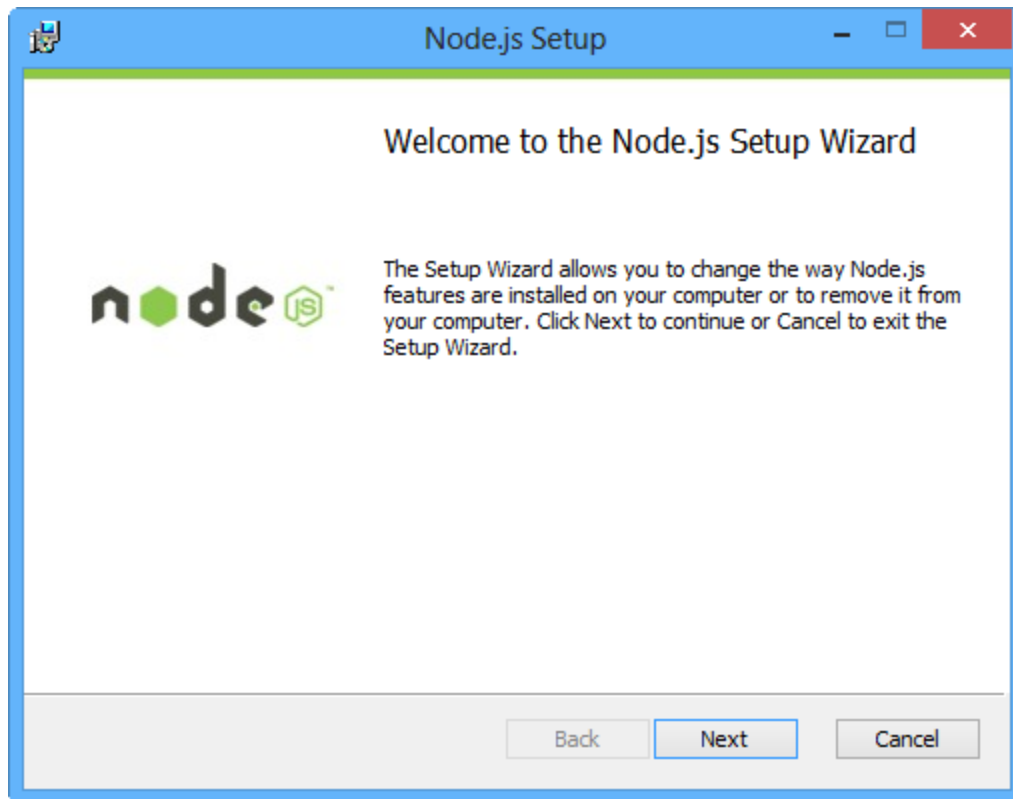 Node.js Setup
Welcome to the Node.js Setup Wizard
The Setup Wizard allows you to change the way Node.js
features are installed on your computer or to remove it from
your computer. Click Next to continue or Cancel to exit the
Setup Wizard.
node JS™
Back Next Cancel